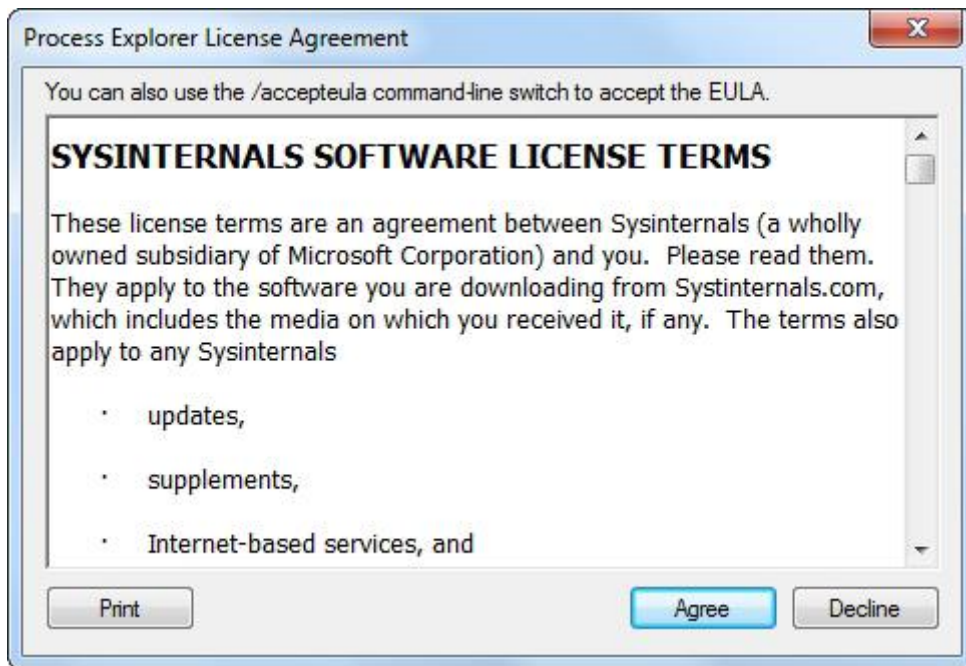 Process Explorer License Agreement
You can also use the /accepteula command-line switch to accept the EULA.
SYSINTERNALS SOFTWARE LICENSE TERMS
These license terms are an agreement between Sysinternals (a wholly
owned subsidiary of Microsoft Corporation) and you.  Please read them.
They apply to the software you are downloading from Systinternals.com,
which includes the media on which you received it, if any.  The terms also
apply to any Sysinternals
· updates,
· supplements,
· Internet-based services, and
Print
Agree
Decline